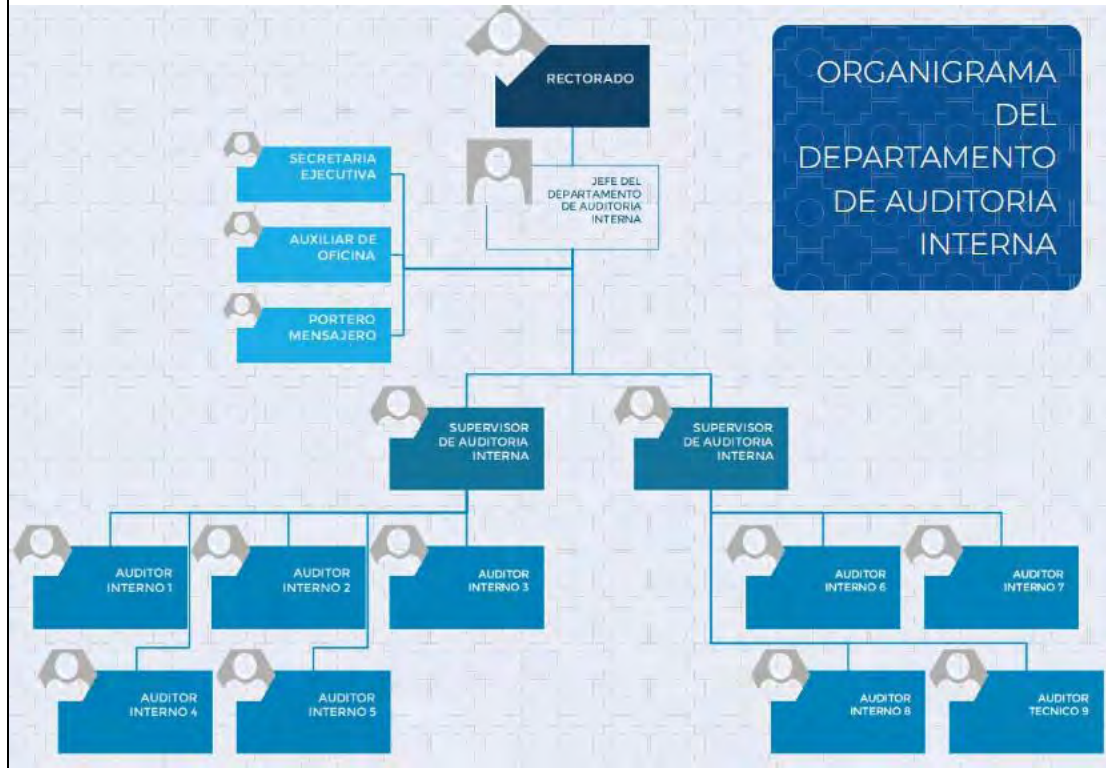 RECTORADO
ORGANIGRAMA
DEL
DEPARTAMENTO
DE AUDITORIA
INTERNA
SECRETARIA
EJECUTIVA
JEFE DEL
DEPARTAMENTO
DE AUDITORIA
INTERNA
AUXILIAR DE
OFICINA
PORTERO
MENSAJERO
SUPERVISOR
DE AUDITORIA
INTERNA
SUPERVISOR
DE AUDITORIA
INTERNA
AUDITOR
INTERNO 1
AUDITOR
INTERNO 2
AUDITOR
INTERNO 3
AUDITOR
INTERNO 6
AUDITOR
INTERNO 7
AUDITOR
INTERNO 4
AUDITOR
INTERNO 5
AUDITOR
INTERNO 8
AUDITOR
TECNICO 9